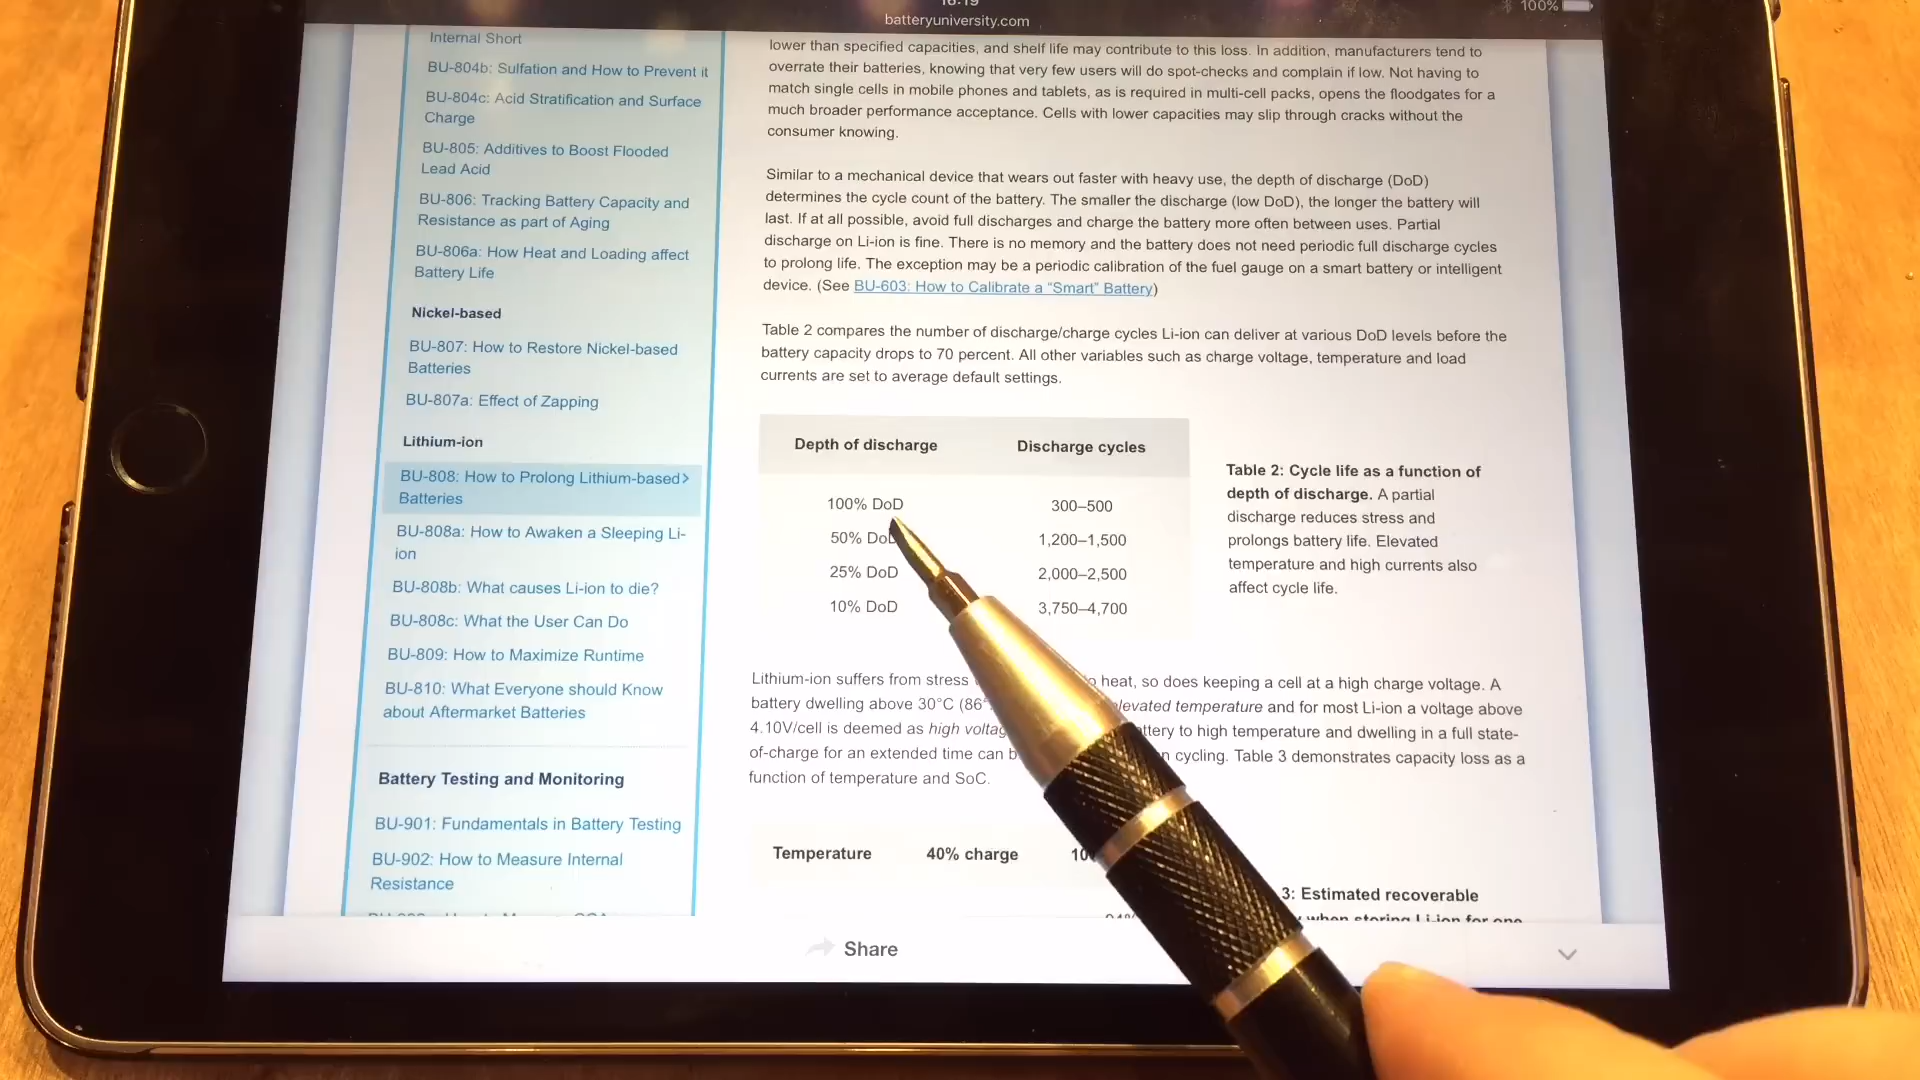 16:19
batteryuniversity.com
100%
Internal Short
BU-804b: Sulfation and How to Prevent it
BU-804c: Acid Stratification and Surface
Charge
BU-805: Additives to Boost Flooded
Lead Acid
BU-806: Tracking Battery Capacity and
Resistance as part of Aging
BU-806a: How Heat and Loading affect
Battery Life
Nickel-based
BU-807: How to Restore Nickel-based
Batteries
BU-807a: Effect of Zapping
Lithium-ion
BU-808: How to Prolong Lithium-based>
Batteries
BU-808a: How to Awaken a Sleeping Li-
ion
BU-808b: What causes Li-ion to die?
BU-808c: What the User Can Do
BU-809: How to Maximize Runtime
BU-810: What Everyone should Know
about Aftermarket Batteries
Battery Testing and Monitoring
BU-901: Fundamentals in Battery Testing
BU-902: How to Measure Internal
Resistance
lower than specified capacities, and shelf life may contribute to this loss. In addition, manufacturers tend to
overrate their batteries, knowing that very few users will do spot-checks and complain if low. Not having to
match single cells in mobile phones and tablets, as is required in multi-cell packs, opens the floodgates for a
much broader performance acceptance. Cells with lower capacities may slip through cracks without the
consumer knowing.
Similar to a mechanical device that wears out faster with heavy use, the depth of discharge (DoD)
determines the cycle count of the battery. The smaller the discharge (low DoD), the longer the battery will
last. If at all possible, avoid full discharges and charge the battery more often between uses. Partial
discharge on Li-ion is fine. There is no memory and the battery does not need periodic full discharge cycles
to prolong life. The exception may be a periodic calibration of the fuel gauge on a smart battery or intelligent
device. (See BU-603: How to Calibrate a “Smart” Battery)
Table 2 compares the number of discharge/charge cycles Li-ion can deliver at various DoD levels before the
battery capacity drops to 70 percent. All other variables such as charge voltage, temperature and load
currents are set to average default settings.
Depth of discharge Discharge cycles
100% DoD 300–500
50% DoD 1,200–1,500
25% DoD 2,000–2,500
10% DoD 3,750–4,700
Table 2: Cycle life as a function of
depth of discharge. A partial
discharge reduces stress and
prolongs battery life. Elevated
temperature and high currents also
affect cycle life.
Lithium-ion suffers from stress heat, so does keeping a cell at a high charge voltage. A
battery dwelling above 30°C (86° elevated temperature and for most Li-ion a voltage above
4.10V/cell is deemed as high voltage to high temperature and dwelling in a full state-
of-charge for an extended time can cycling. Table 3 demonstrates capacity loss as a
function of temperature and SoC.
Temperature 40% charge
3: Estimated recoverable
when storing Li-ion for one
Share